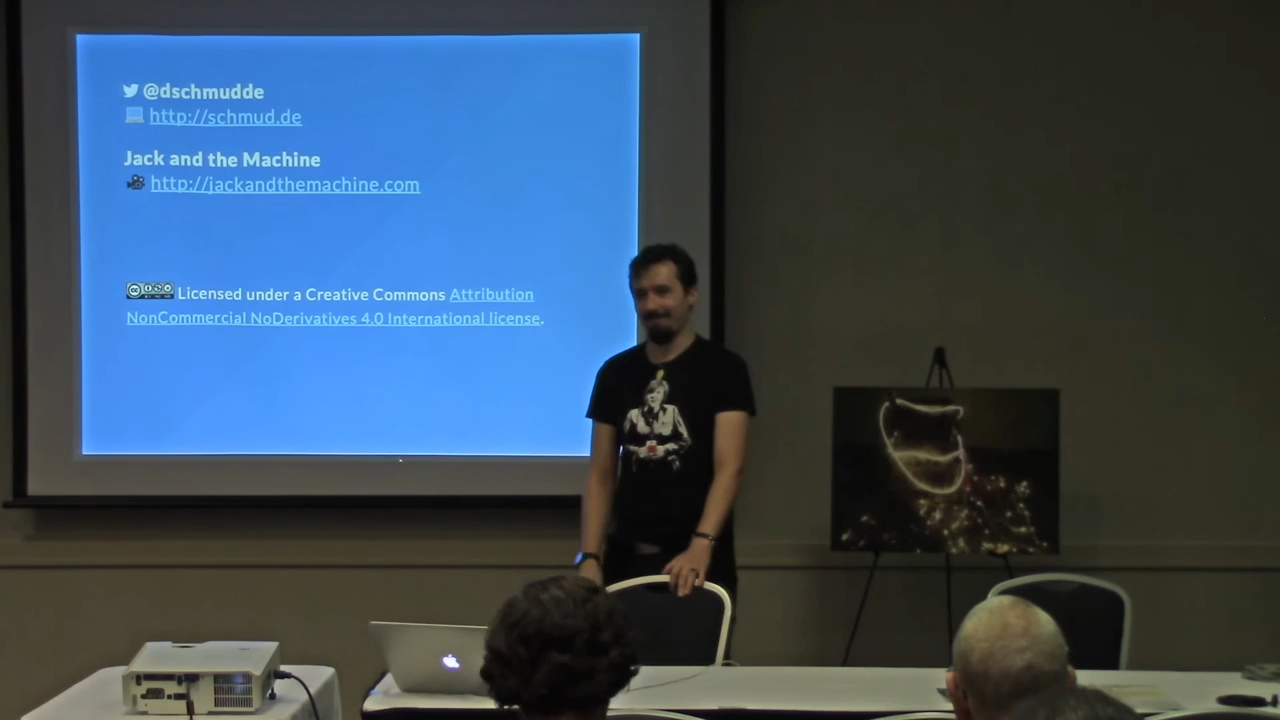 @dschmudde
http://schmud.de
Jack and the Machine
http://jackandthemachine.com
Licensed under a Creative Commons Attribution
NonCommercial NoDerivatives 4.0 International license.